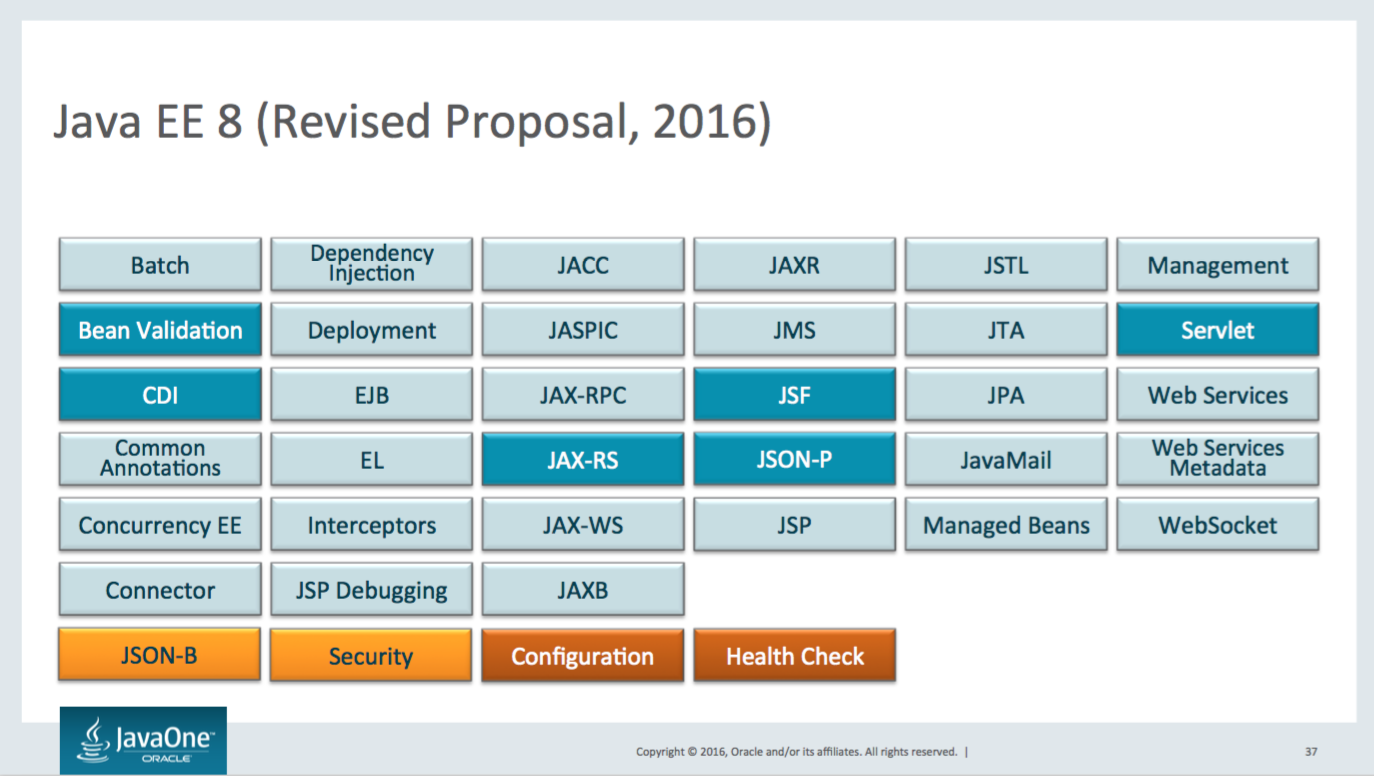 Java EE 8 (Revised Proposal, 2016)
Batch
Dependency
Injection
JACC
JAXR
JSTL
Management
Bean Validation
Deployment
JASPIC
JMS
JTA
Servlet
CDI
EJB
JAX-RPC
JSF
JPA
Web Services
Common
Annotations
EL
JAX-RS
JSON-P
JavaMail
Web Services
Metadata
Concurrency EE
Interceptors
JAX-WS
JSP
Managed Beans
WebSocket
Connector
JSP Debugging
JAXB
JSON-B
Security
Configuration
Health Check
JavaOne™
ORACLE
Copyright © 2016, Oracle and/or its affiliates. All rights reserved. |
37